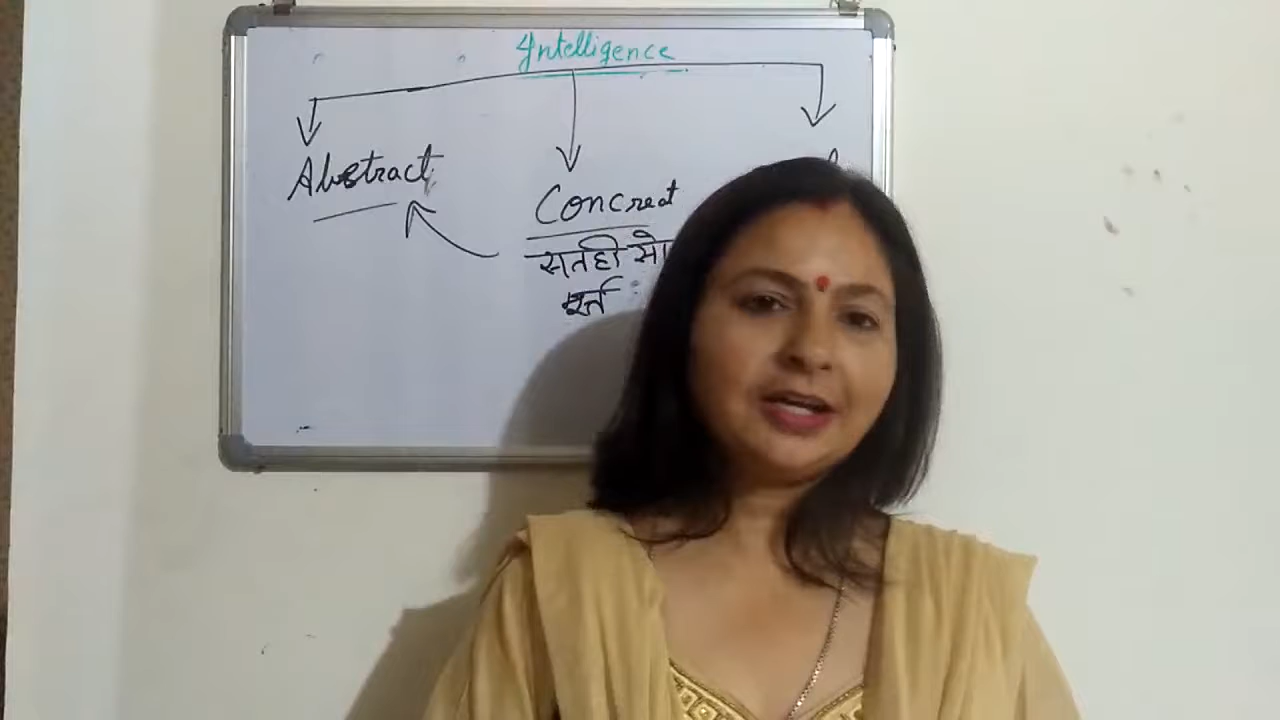 Intelligence
Abstract
Concreat
सतही सो
मूर्त